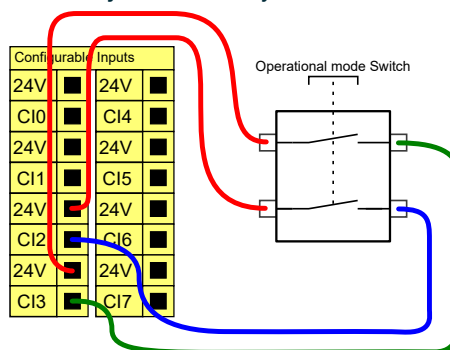 Configurable Inputs
Operational mode Switch
24V 24V
CI0 CI4
24V 24V
CI1 CI5
24V 24V
CI2 CI6
24V 24V
CI3 CI7